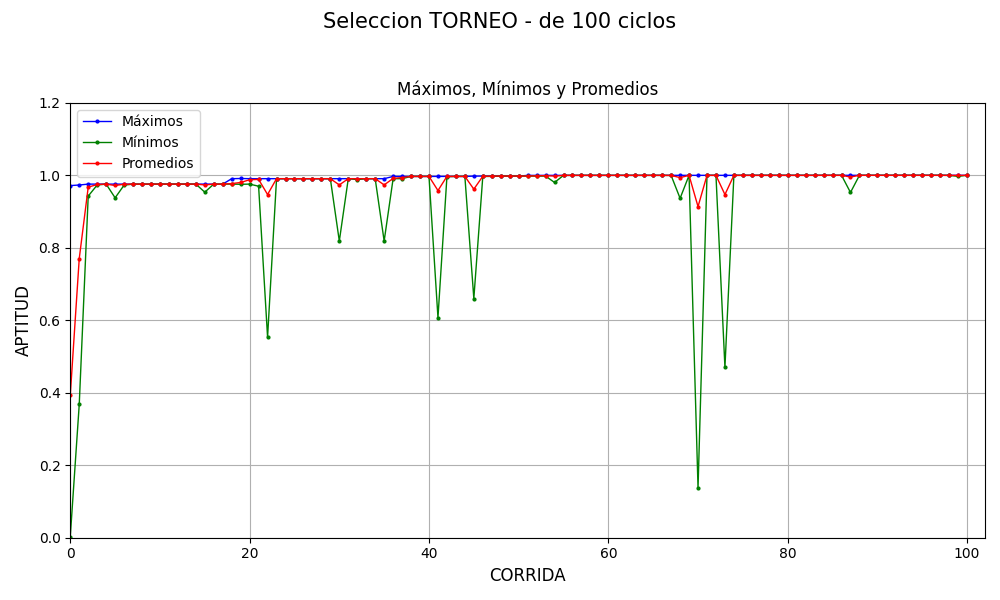 Seleccion TORNEO - de 100 ciclos
Máximos, Mínimos y Promedios
Máximos
Mínimos
Promedios
1.2
1.0
0.8
0.6
0.4
0.2
0.0
APTITUD
0 20 40 60 80 100
CORRIDA